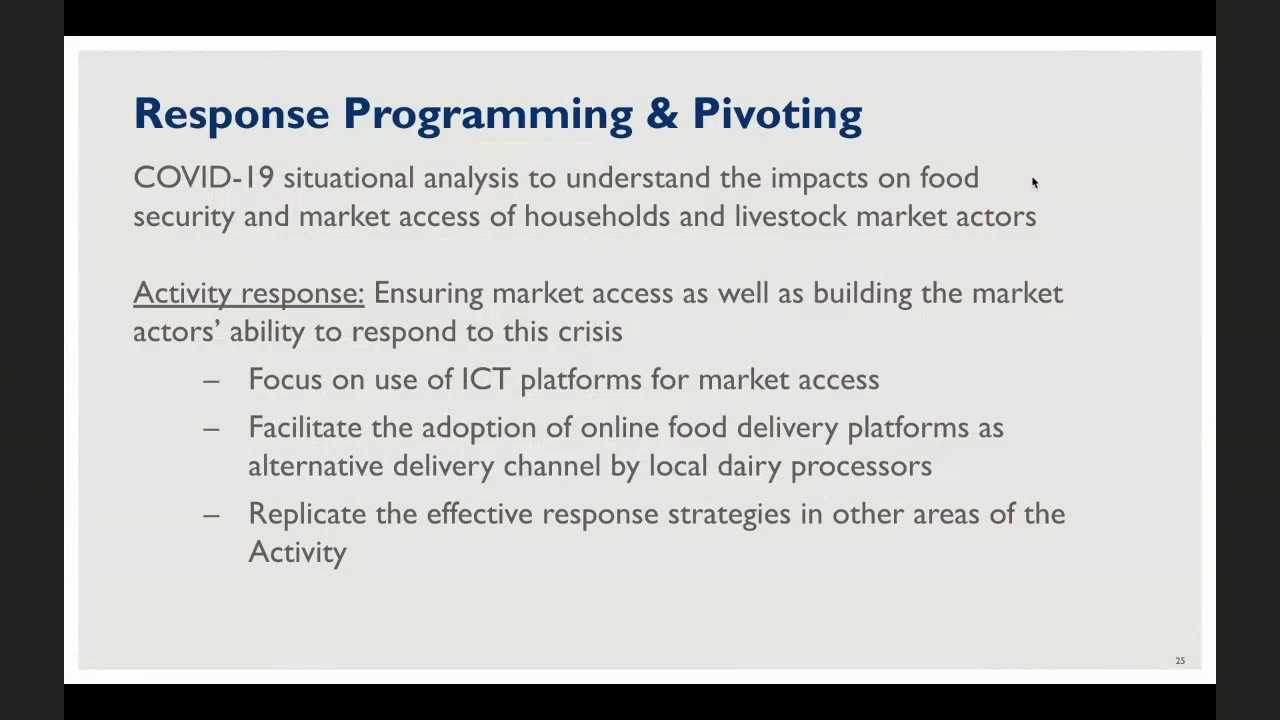 Response Programming & Pivoting
COVID-19 situational analysis to understand the impacts on food
security and market access of households and livestock market actors
Activity response: Ensuring market access as well as building the market
actors’ ability to respond to this crisis
– Focus on use of ICT platforms for market access
– Facilitate the adoption of online food delivery platforms as
alternative delivery channel by local dairy processors
– Replicate the effective response strategies in other areas of the
Activity
25